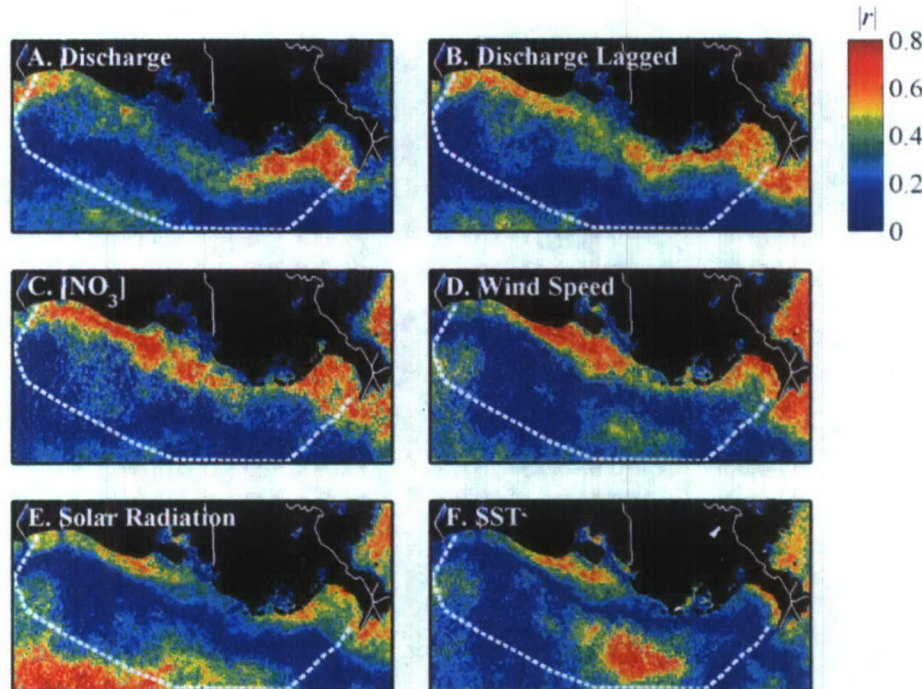 |r|
A. Discharge
B. Discharge Lagged
0.8
0.6
0.4
0.2
0
C. [NO₃]
D. Wind Speed
E. Solar Radiation
F. SST